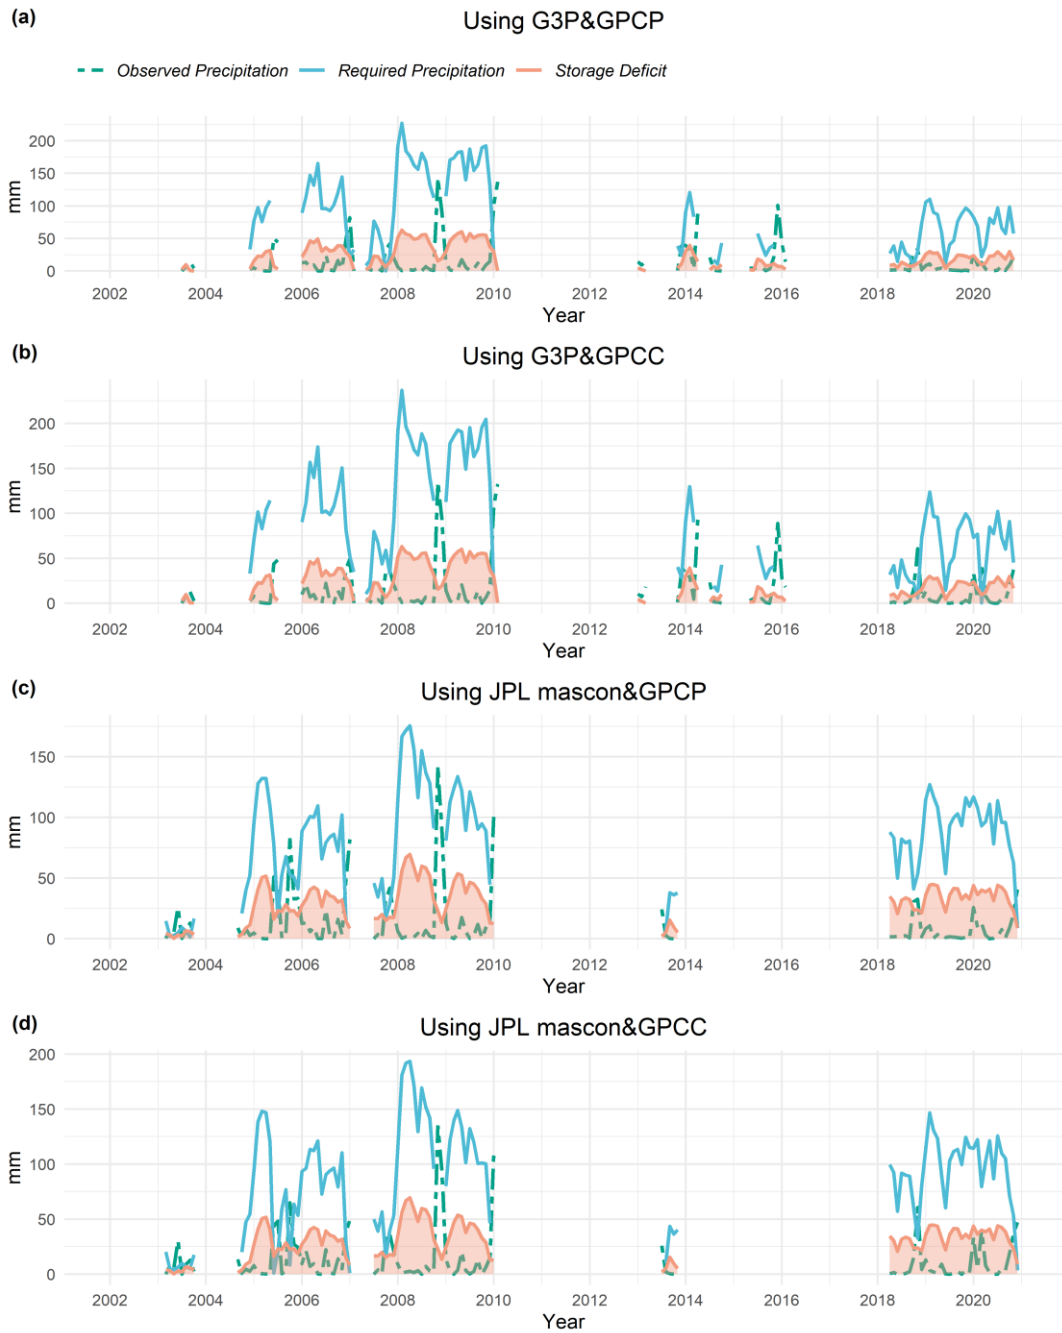 (a)
Using G3P&GPCP
Observed Precipitation Required Precipitation Storage Deficit
200
150
100
50
0
mm
2002 2004 2006 2008 2010 2012 2014 2016 2018 2020
Year
(b)
Using G3P&GPCC
200
150
100
50
0
mm
2002 2004 2006 2008 2010 2012 2014 2016 2018 2020
Year
(c)
Using JPL mascon&GPCP
150
100
50
0
mm
2002 2004 2006 2008 2010 2012 2014 2016 2018 2020
Year
(d)
Using JPL mascon&GPCC
200
150
100
50
0
mm
2002 2004 2006 2008 2010 2012 2014 2016 2018 2020
Year